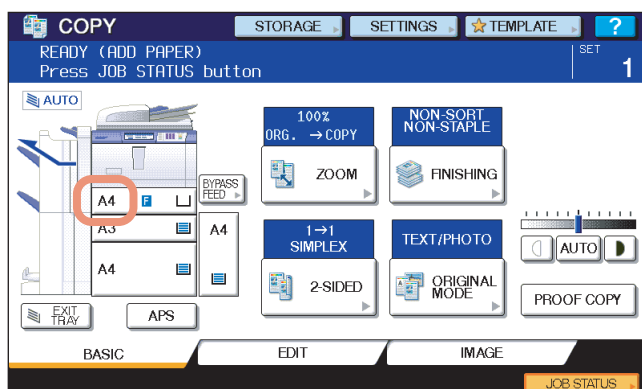 COPY
STORAGE
SETTINGS
TEMPLATE
?
READY (ADD PAPER)
Press JOB STATUS button
SET
1
AUTO
100%
ORG. →COPY
ZOOM
NON-SORT
NON-STAPLE
FINISHING
BYPASS
FEED
A4
F
A3
A4
A4
1→1
SIMPLEX
2-SIDED
TEXT/PHOTO
ORIGINAL
MODE
AUTO
PROOF COPY
EXIT
TRAY
APS
BASIC
EDIT
IMAGE
JOB STATUS